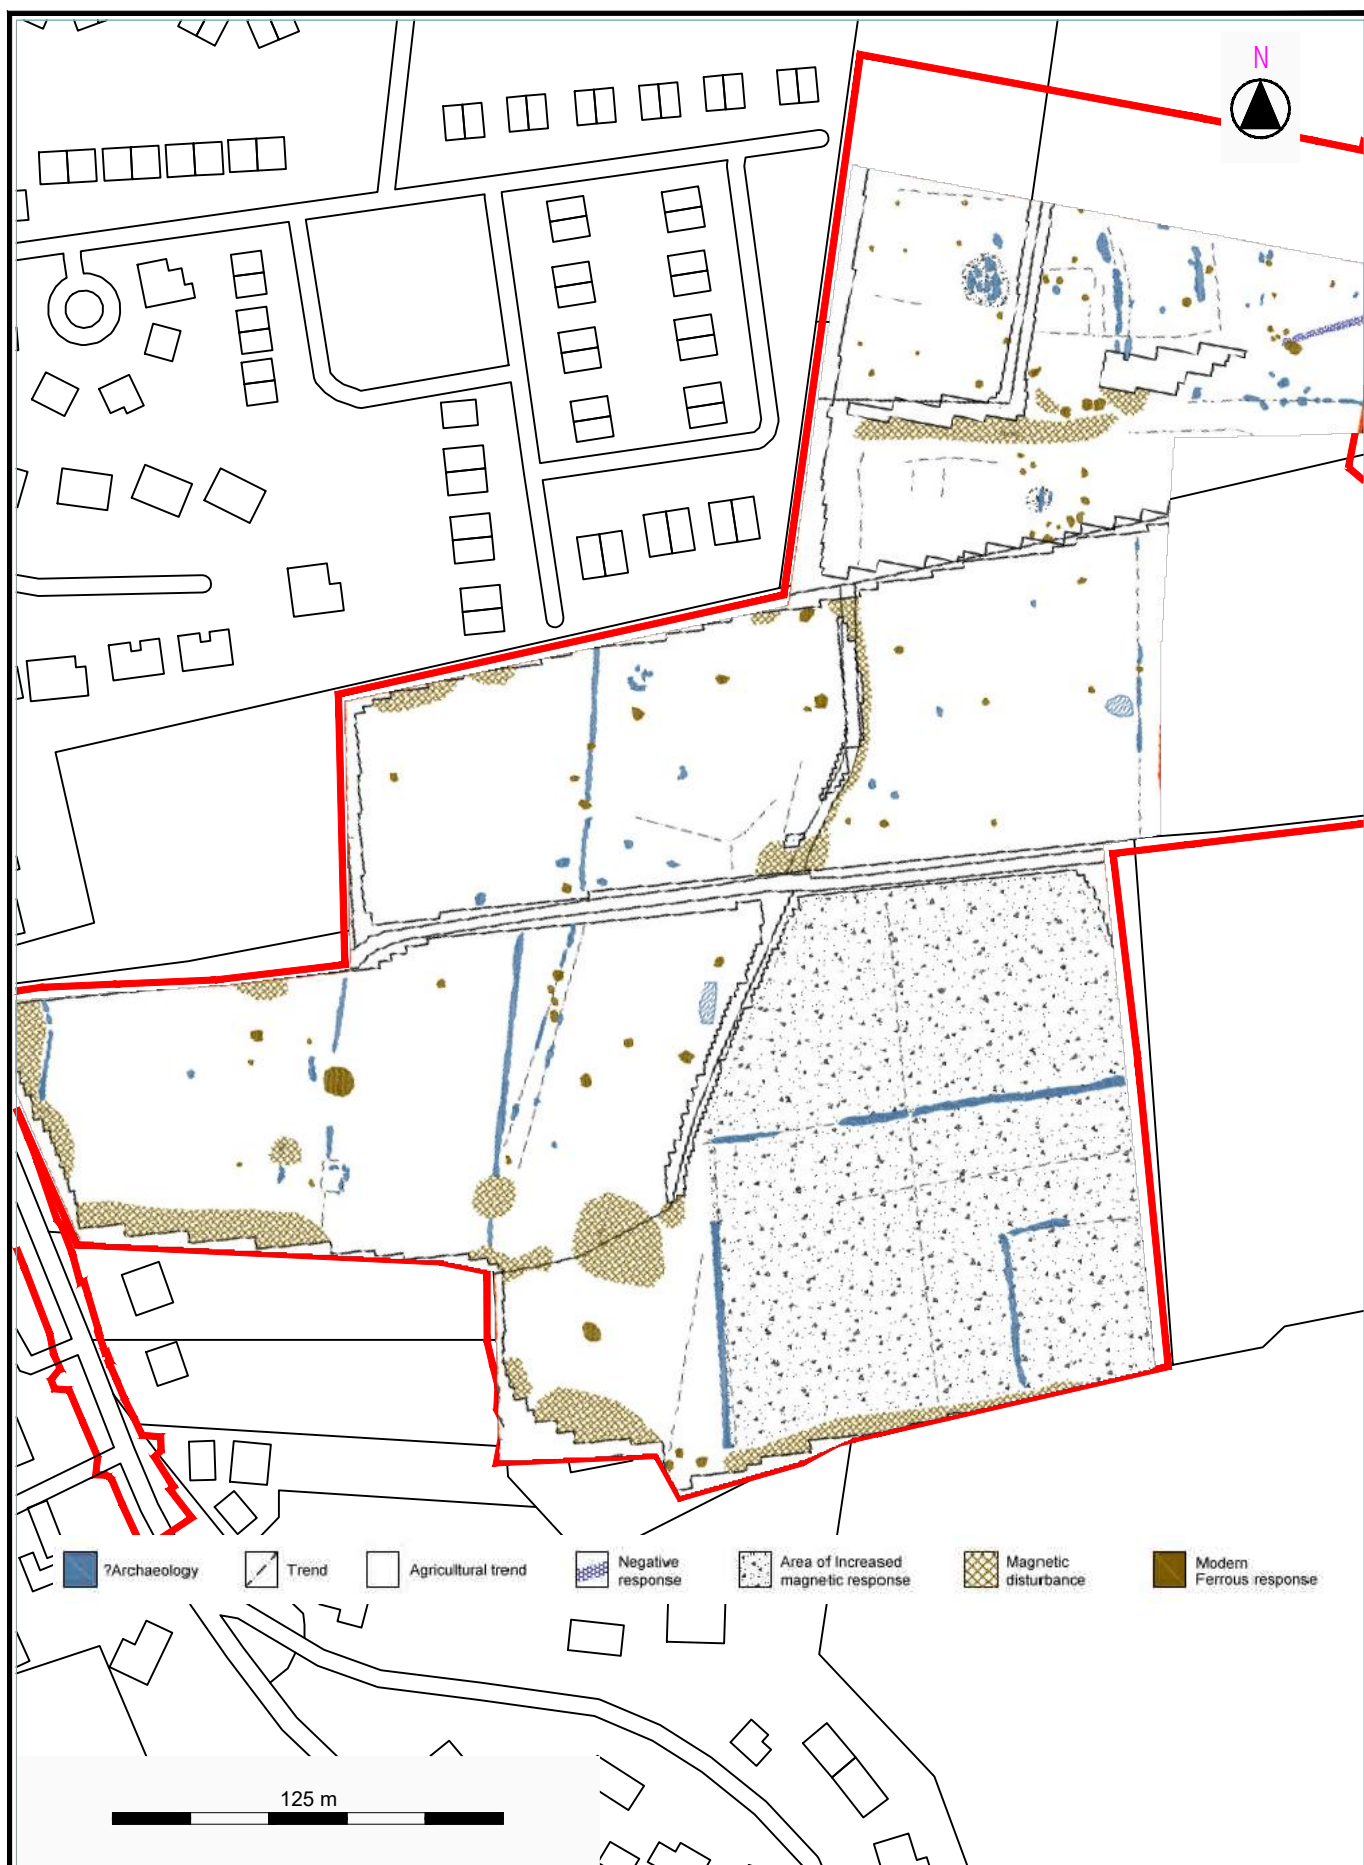 N
?Archaeology
Trend
Agricultural trend
Negative
response
Area of Increased
magnetic response
Magnetic
disturbance
Modern
Ferrous response
125 m